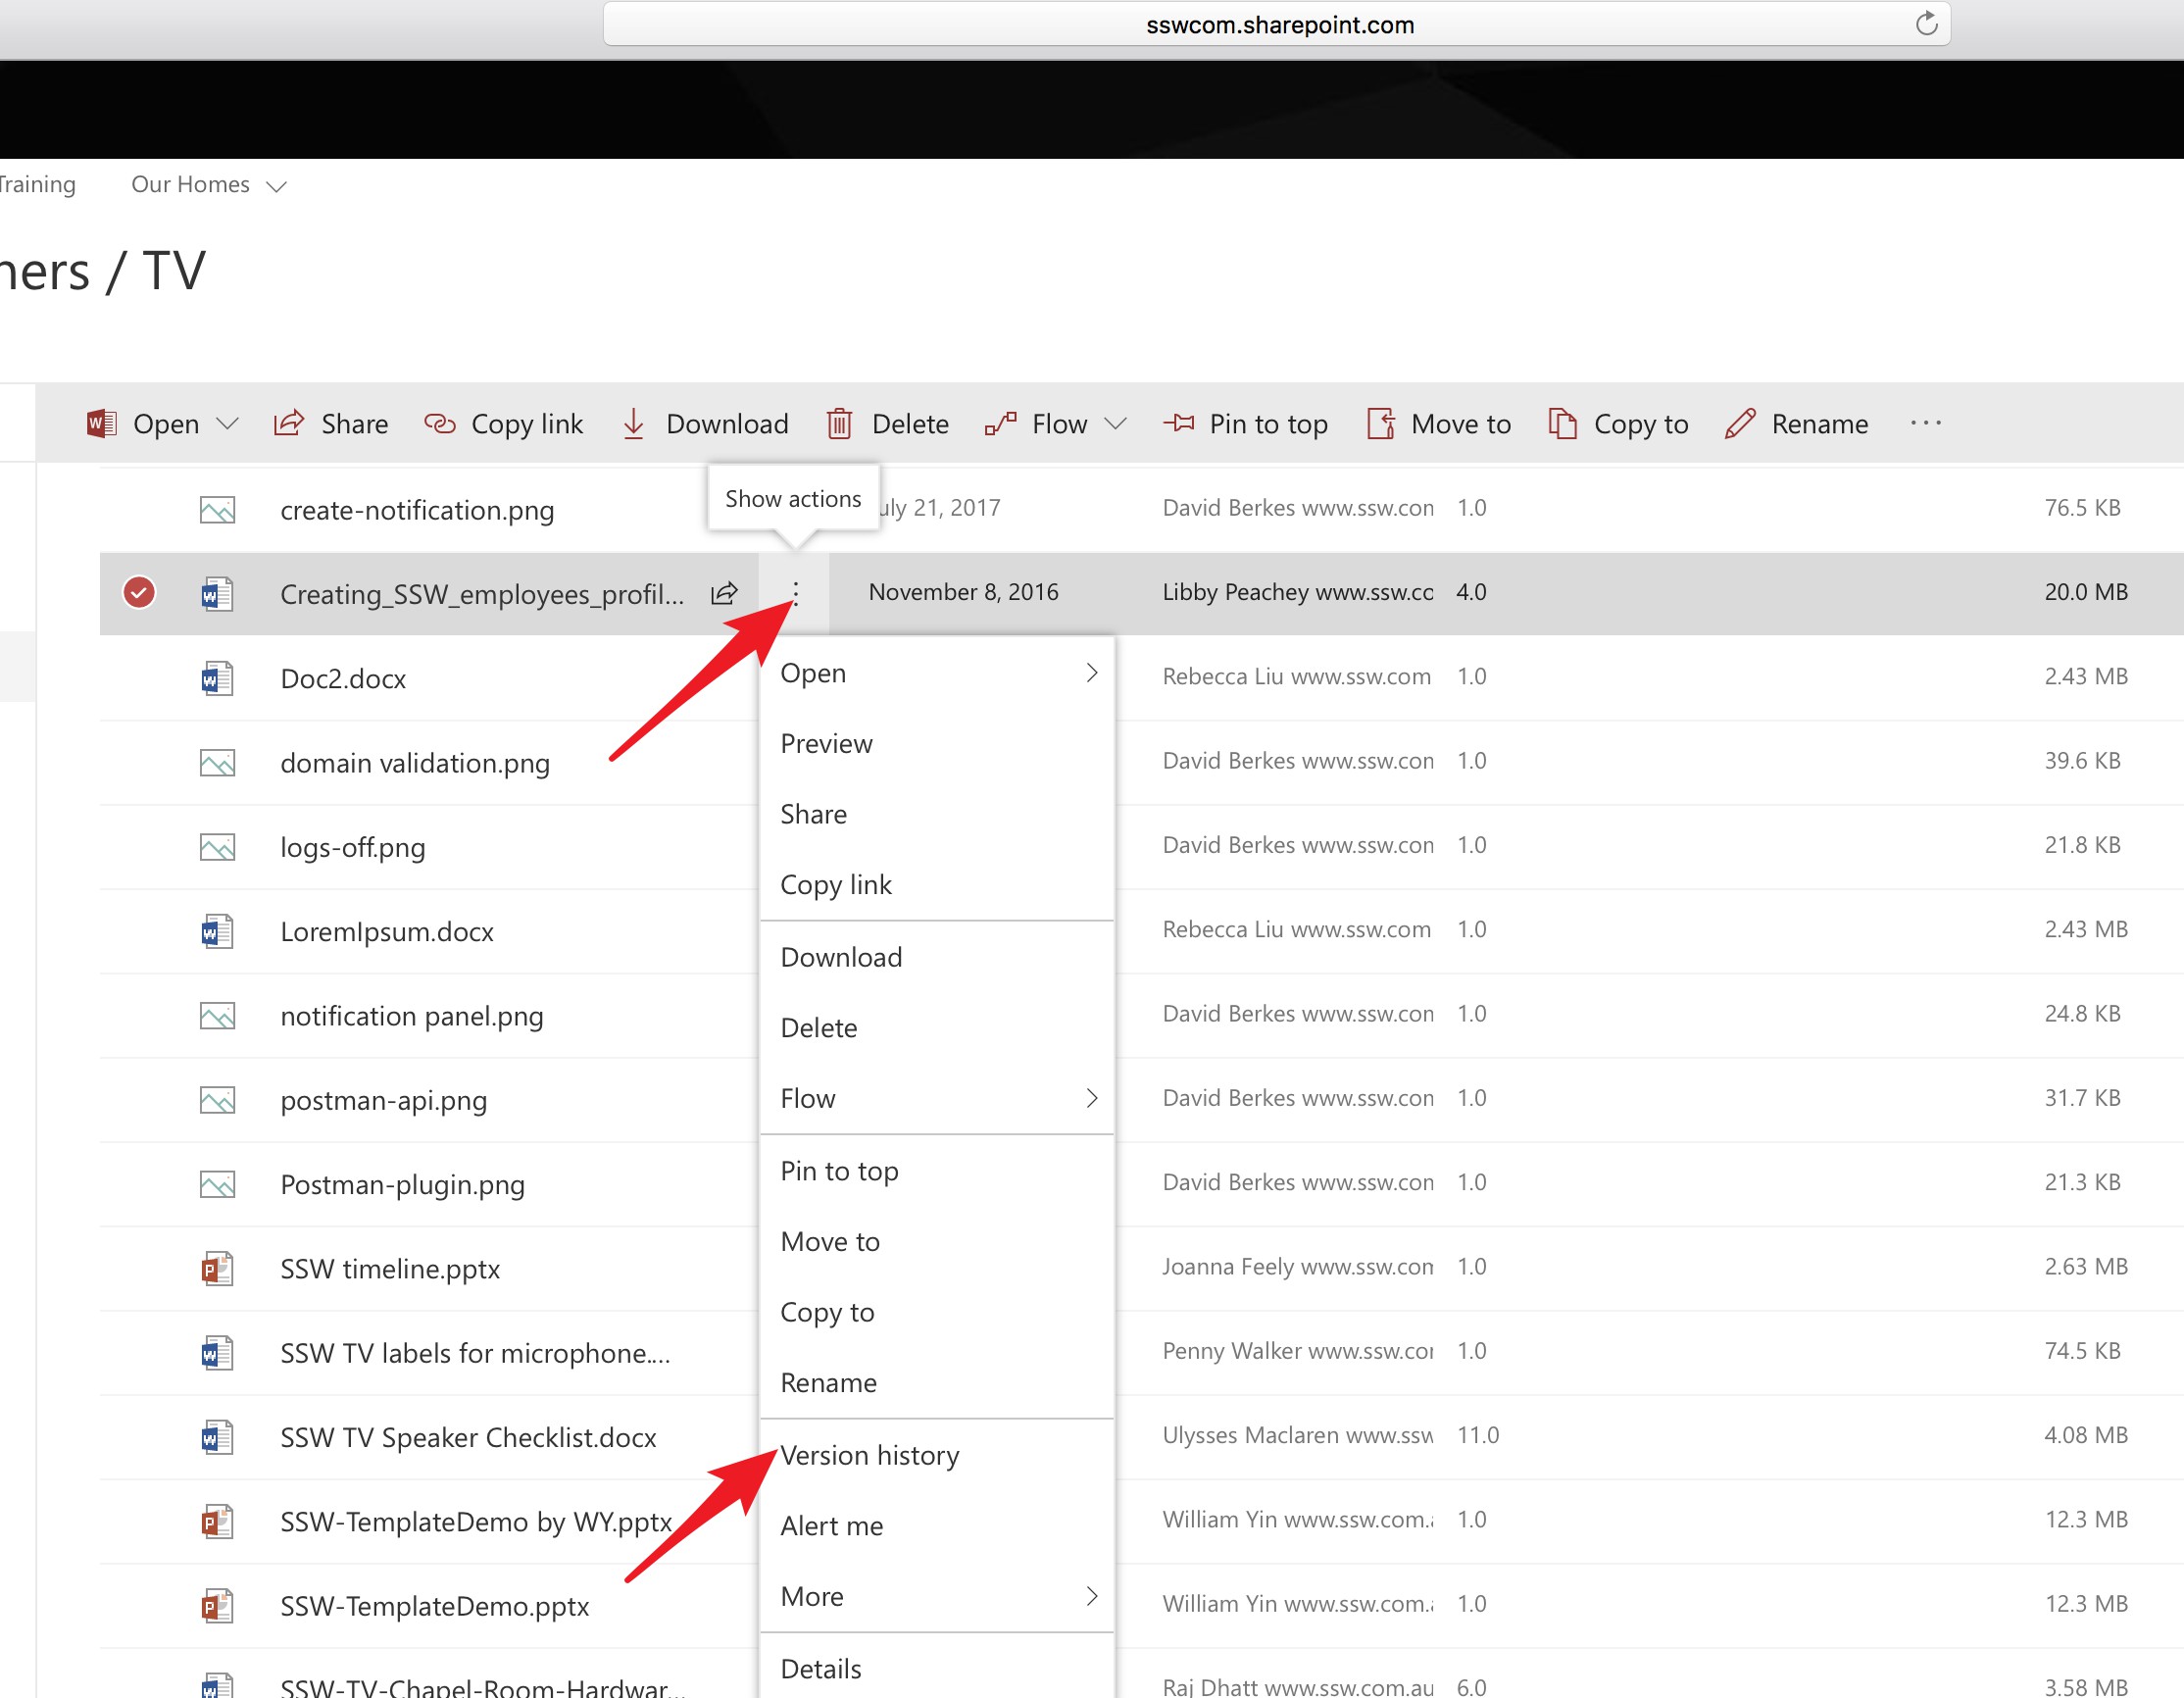 sswcom.sharepoint.com
Training Our Homes
ners / TV
Open Share Copy link Download Delete Flow Pin to top Move to Copy to Rename ...
Show actions
create-notification.png uly 21, 2017 David Berkes www.ssw.con 1.0 76.5 KB
Creating_SSW_employees_profil... November 8, 2016 Libby Peachey www.ssw.co 4.0 20.0 MB
Doc2.docx Rebecca Liu www.ssw.com 1.0 2.43 MB
domain validation.png David Berkes www.ssw.con 1.0 39.6 KB
logs-off.png David Berkes www.ssw.con 1.0 21.8 KB
LoremIpsum.docx Rebecca Liu www.ssw.com 1.0 2.43 MB
notification panel.png David Berkes www.ssw.con 1.0 24.8 KB
postman-api.png David Berkes www.ssw.con 1.0 31.7 KB
Postman-plugin.png David Berkes www.ssw.con 1.0 21.3 KB
SSW timeline.pptx Joanna Feely www.ssw.com 1.0 2.63 MB
SSW TV labels for microphone.... Penny Walker www.ssw.cor 1.0 74.5 KB
SSW TV Speaker Checklist.docx Ulysses Maclaren www.ssw 11.0 4.08 MB
SSW-TemplateDemo by WY.pptx William Yin www.ssw.com.a 1.0 12.3 MB
SSW-TemplateDemo.pptx William Yin www.ssw.com.a 1.0 12.3 MB
SSW-TV-Chapel-Room-Hardwar... Raj Dhatt www.ssw.com.au 6.0 3.58 MB
Open
Preview
Share
Copy link
Download
Delete
Flow
Pin to top
Move to
Copy to
Rename
Version history
Alert me
More
Details